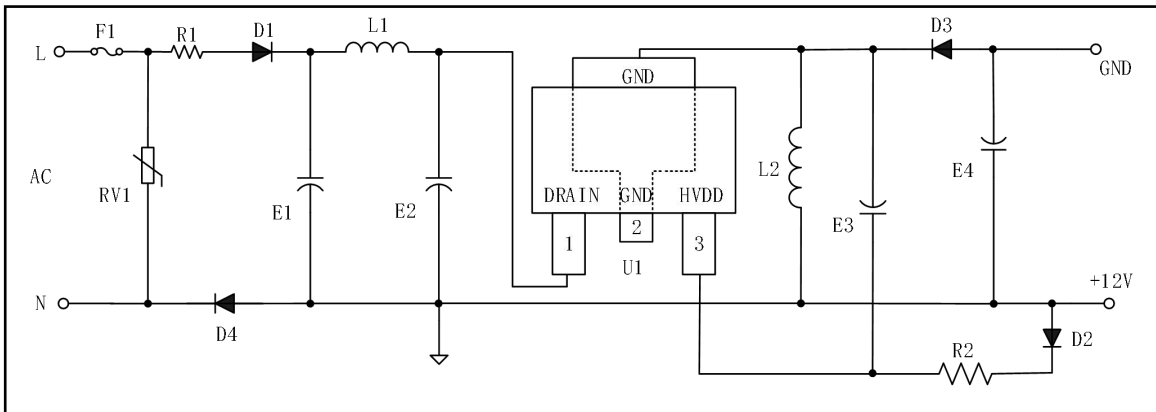 F1
R1
D1
L1
D3
L
GND
GND
AC
RV1
E1
E2
DRAIN
GND
HVDD
L2
E3
E4
1
2
3
U1
N
D4
+12V
R2
D2